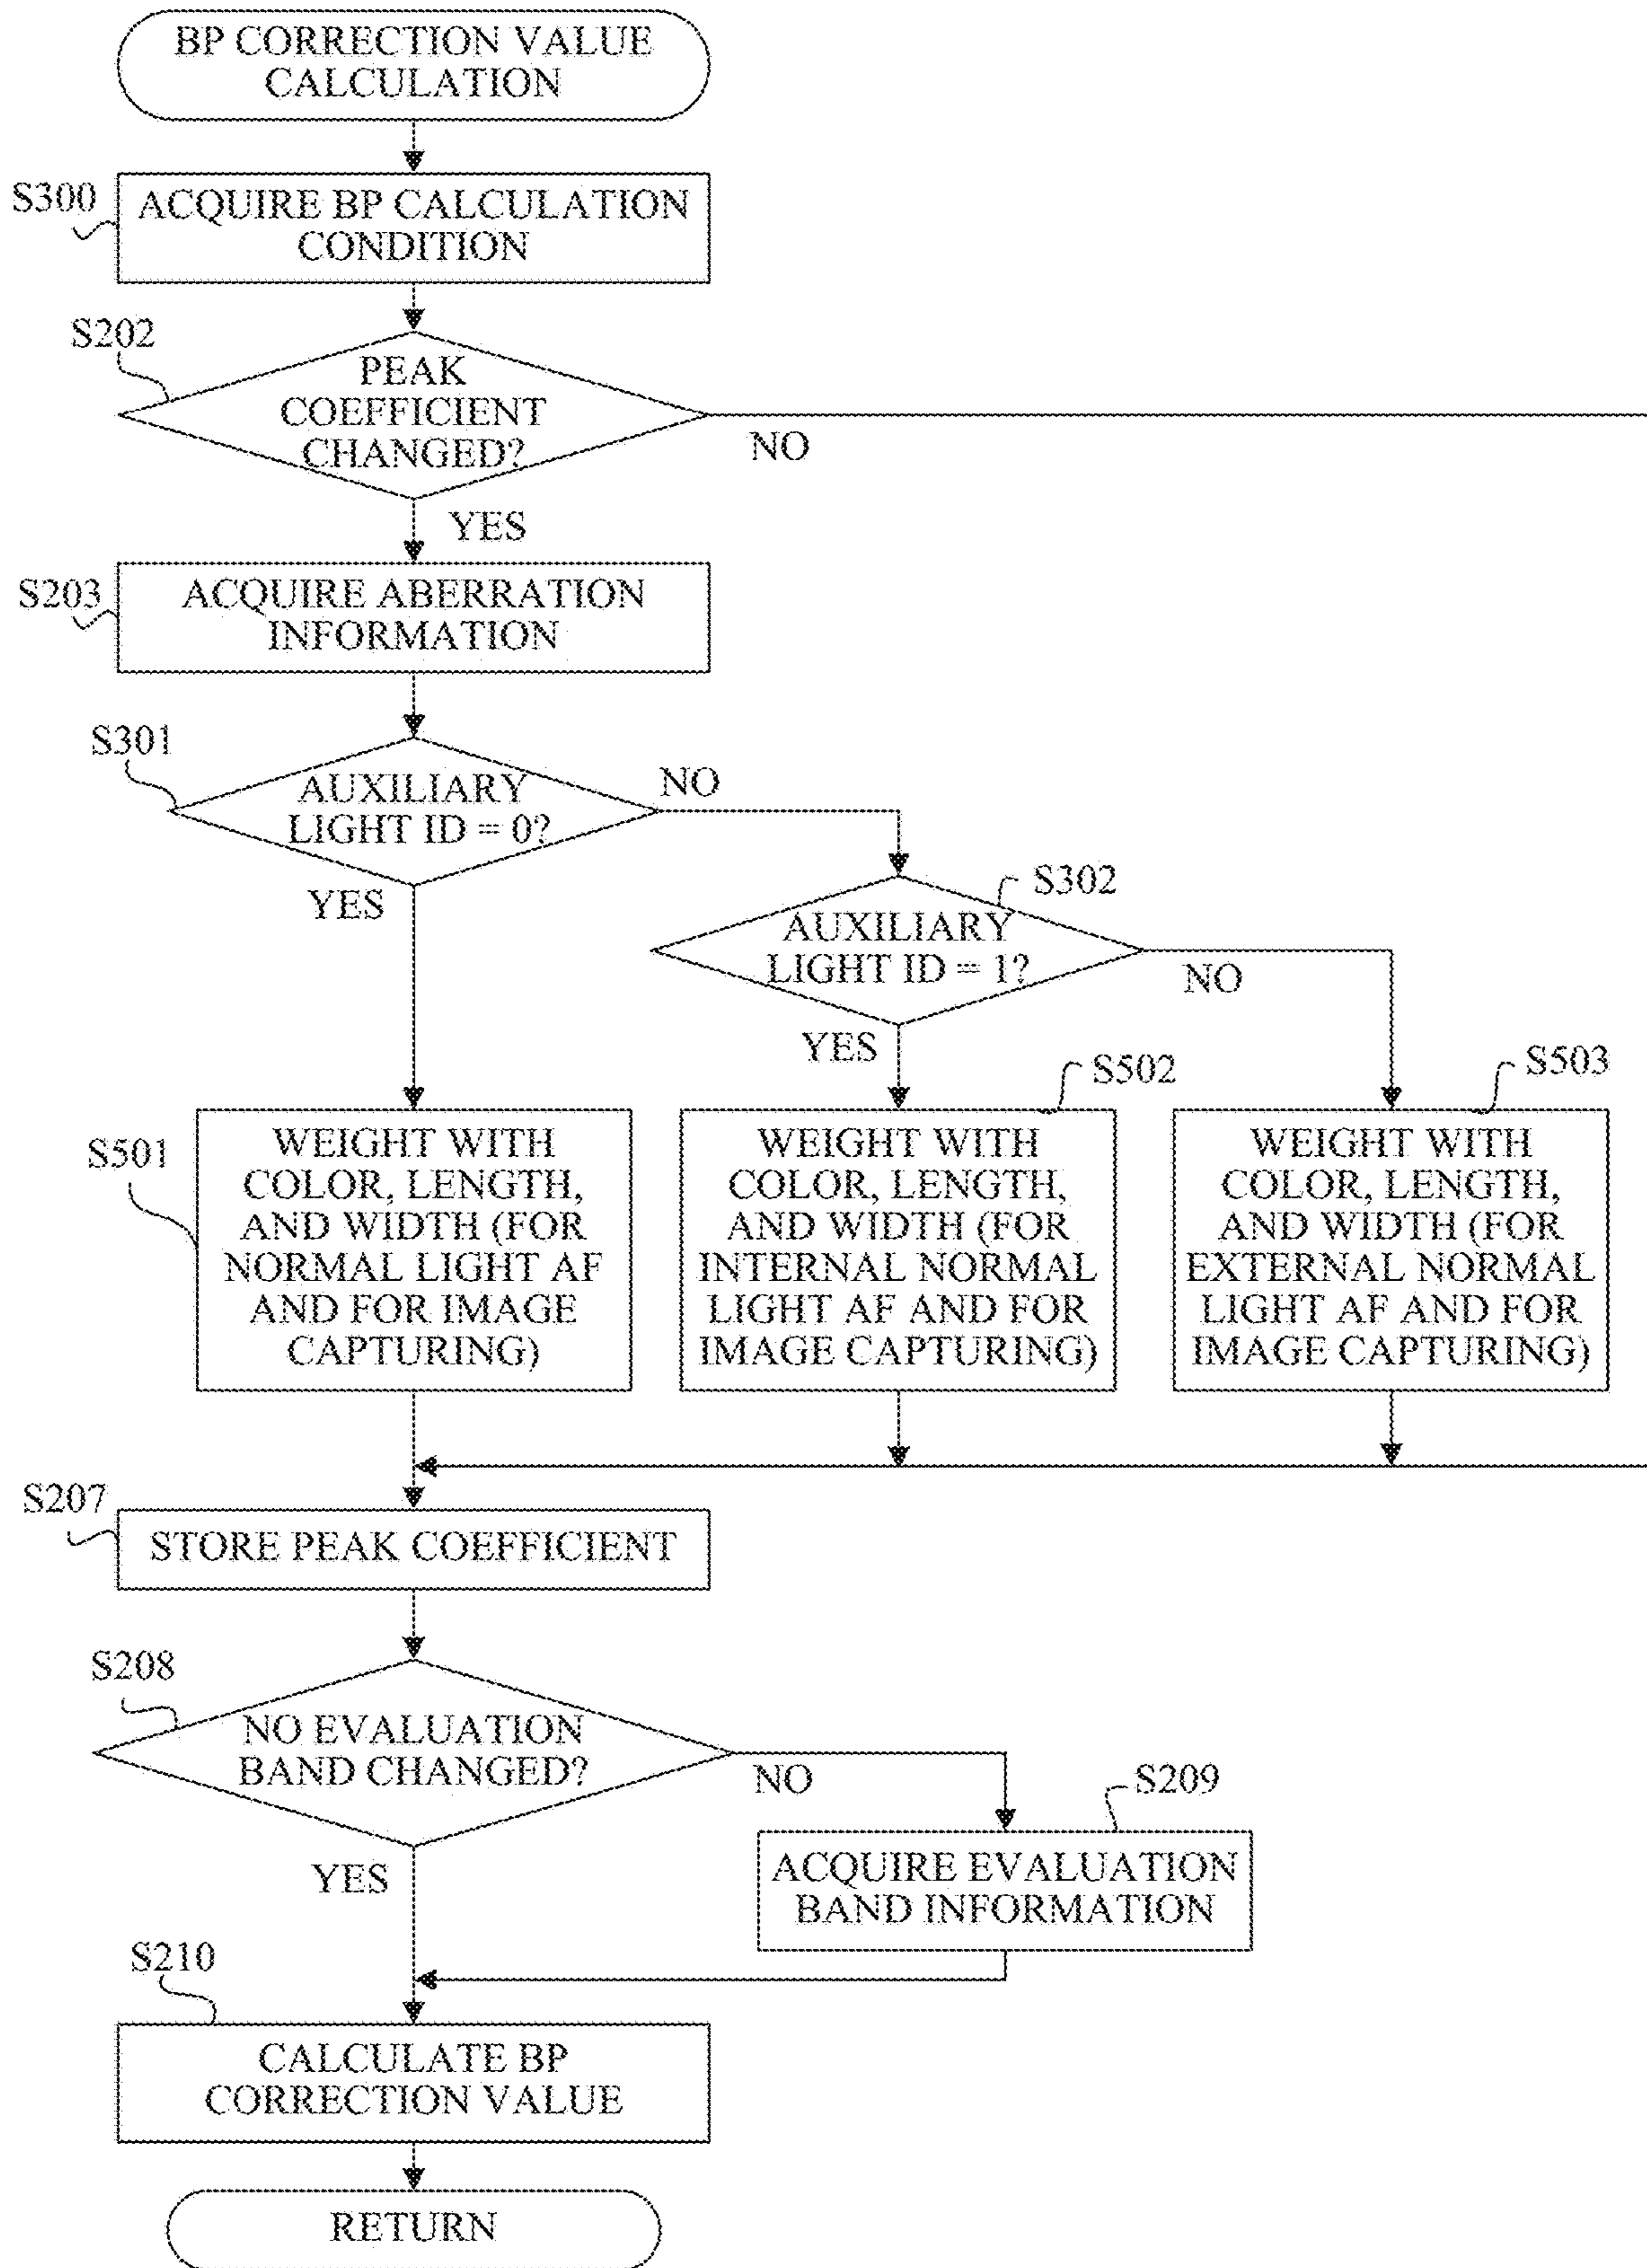 BP CORRECTION VALUE
CALCULATION
S300
ACQUIRE BP CALCULATION
CONDITION
S202
PEAK
COEFFICIENT
CHANGED?
NO
YES
S203
ACQUIRE ABERRATION
INFORMATION
S301
AUXILIARY
LIGHT ID = 0?
NO
YES
S302
AUXILIARY
LIGHT ID = 1?
NO
YES
S501
WEIGHT WITH
COLOR, LENGTH,
AND WIDTH (FOR
NORMAL LIGHT AF
AND FOR IMAGE
CAPTURING)
S502
WEIGHT WITH
COLOR, LENGTH,
AND WIDTH (FOR
INTERNAL NORMAL
LIGHT AF AND FOR
IMAGE CAPTURING)
S503
WEIGHT WITH
COLOR, LENGTH,
AND WIDTH (FOR
EXTERNAL NORMAL
LIGHT AF AND FOR
IMAGE CAPTURING)
S207
STORE PEAK COEFFICIENT
S208
NO EVALUATION
BAND CHANGED?
NO
YES
S209
ACQUIRE EVALUATION
BAND INFORMATION
S210
CALCULATE BP
CORRECTION VALUE
RETURN